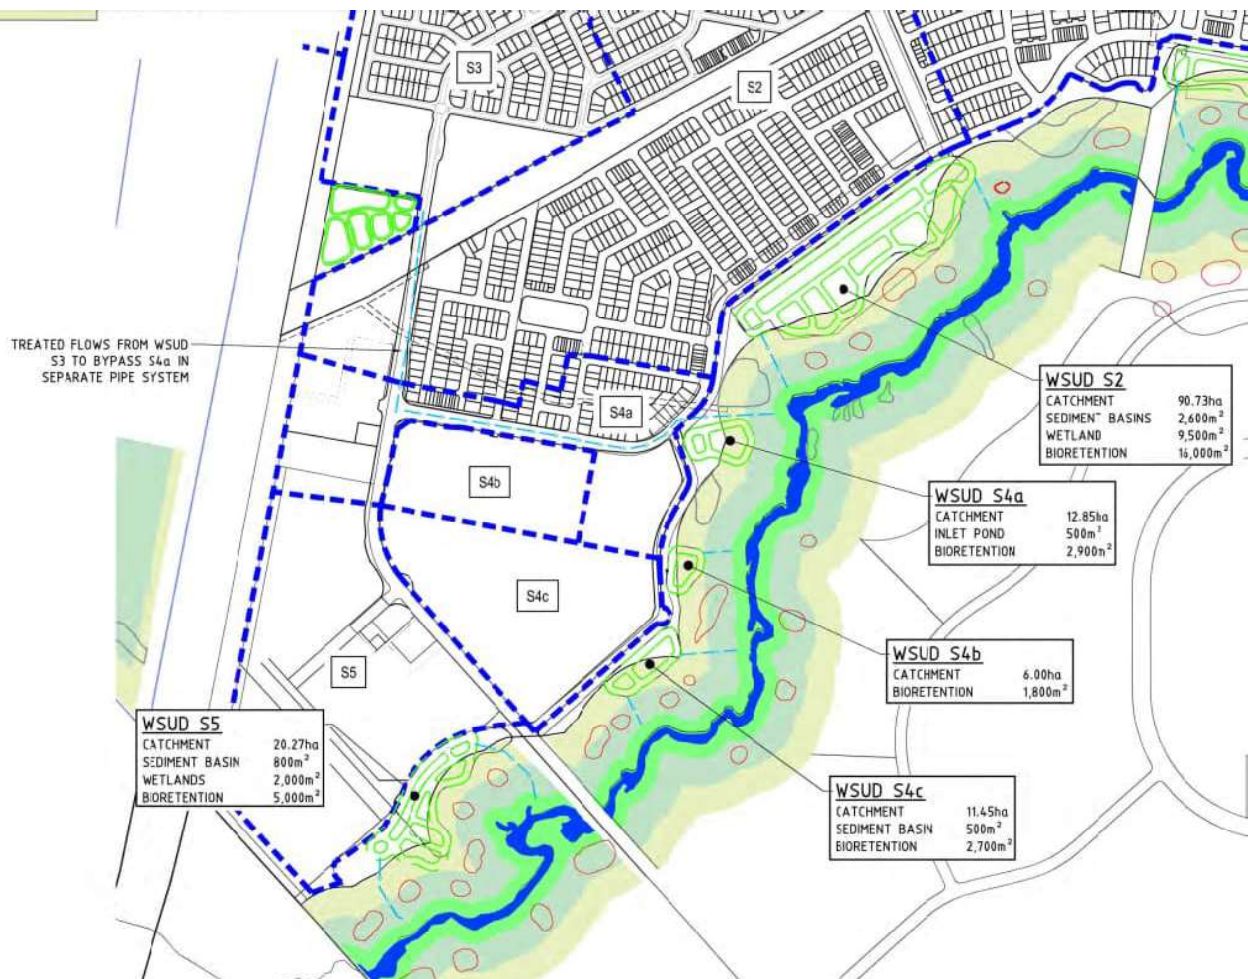 S3
S2
TREATED FLOWS FROM WSUD
S3 TO BYPASS S4a IN
SEPARATE PIPE SYSTEM
S4a
S4b
S4c
S5
WSUD S2
CATCHMENT 90.73ha
SEDIMENT BASINS 2,600m²
WETLAND 9,500m²
BIORETENTION 14,000m²
WSUD S4a
CATCHMENT 12.85ha
INLET POND 500m²
BIORETENTION 2,900m²
WSUD S4b
CATCHMENT 6.00ha
BIORETENTION 1,800m²
WSUD S5
CATCHMENT 20.27ha
SEDIMENT BASIN 800m²
WETLANDS 2,000m²
BIORETENTION 5,000m²
WSUD S4c
CATCHMENT 11.45ha
SEDIMENT BASIN 500m²
BIORETENTION 2,700m²